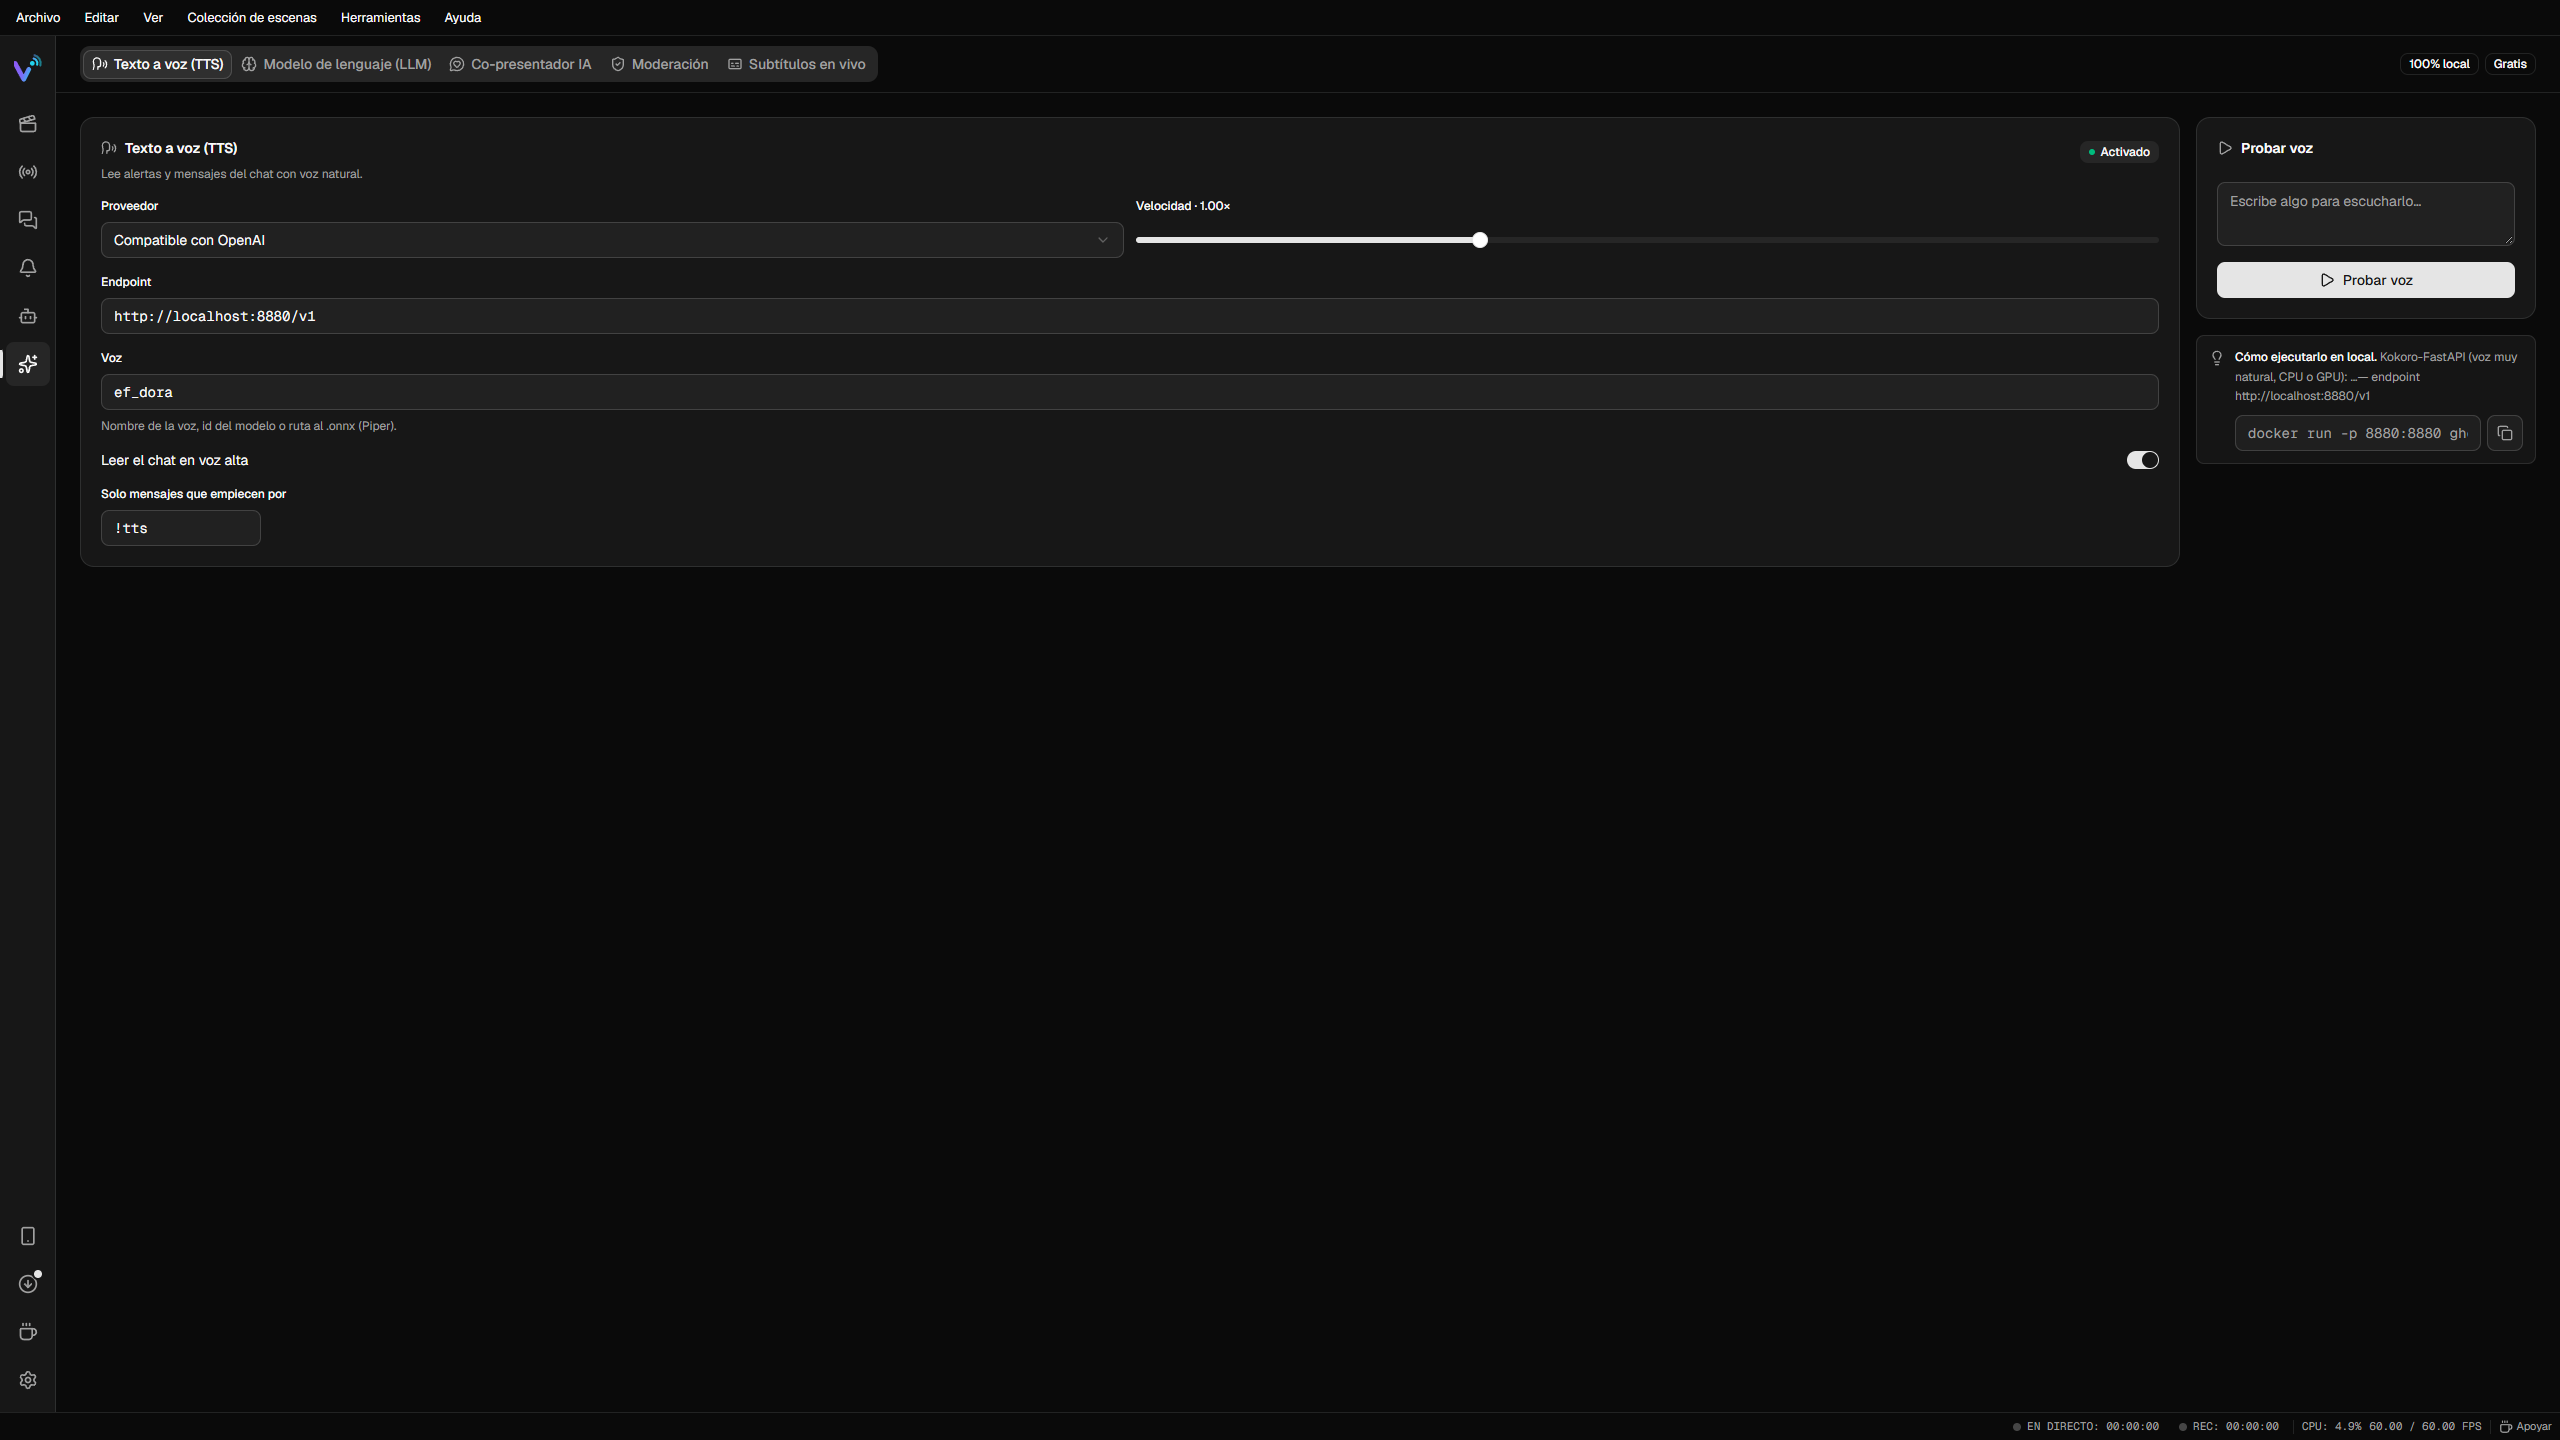 Archivo Editar Ver Colección de escenas Herramientas Ayuda
Texto a voz (TTS) Modelo de lenguaje (LLM) Co-presentador IA Moderación Subtítulos en vivo
100% local Gratis
Texto a voz (TTS)
Activado
Lee alertas y mensajes del chat con voz natural.
Proveedor
Compatible con OpenAI
Velocidad · 1.00×
Endpoint
http://localhost:8880/v1
Voz
ef_dora
Nombre de la voz, id del modelo o ruta al .onnx (Piper).
Leer el chat en voz alta
Solo mensajes que empiecen por
!tts
Probar voz
Escribe algo para escucharlo…
Probar voz
Cómo ejecutarlo en local. Kokoro-FastAPI (voz muy
natural, CPU o GPU): …— endpoint
http://localhost:8880/v1
docker run -p 8880:8880 gh
EN DIRECTO: 00:00:00 REC: 00:00:00 CPU: 4.9% 60.00 / 60.00 FPS Apoyar